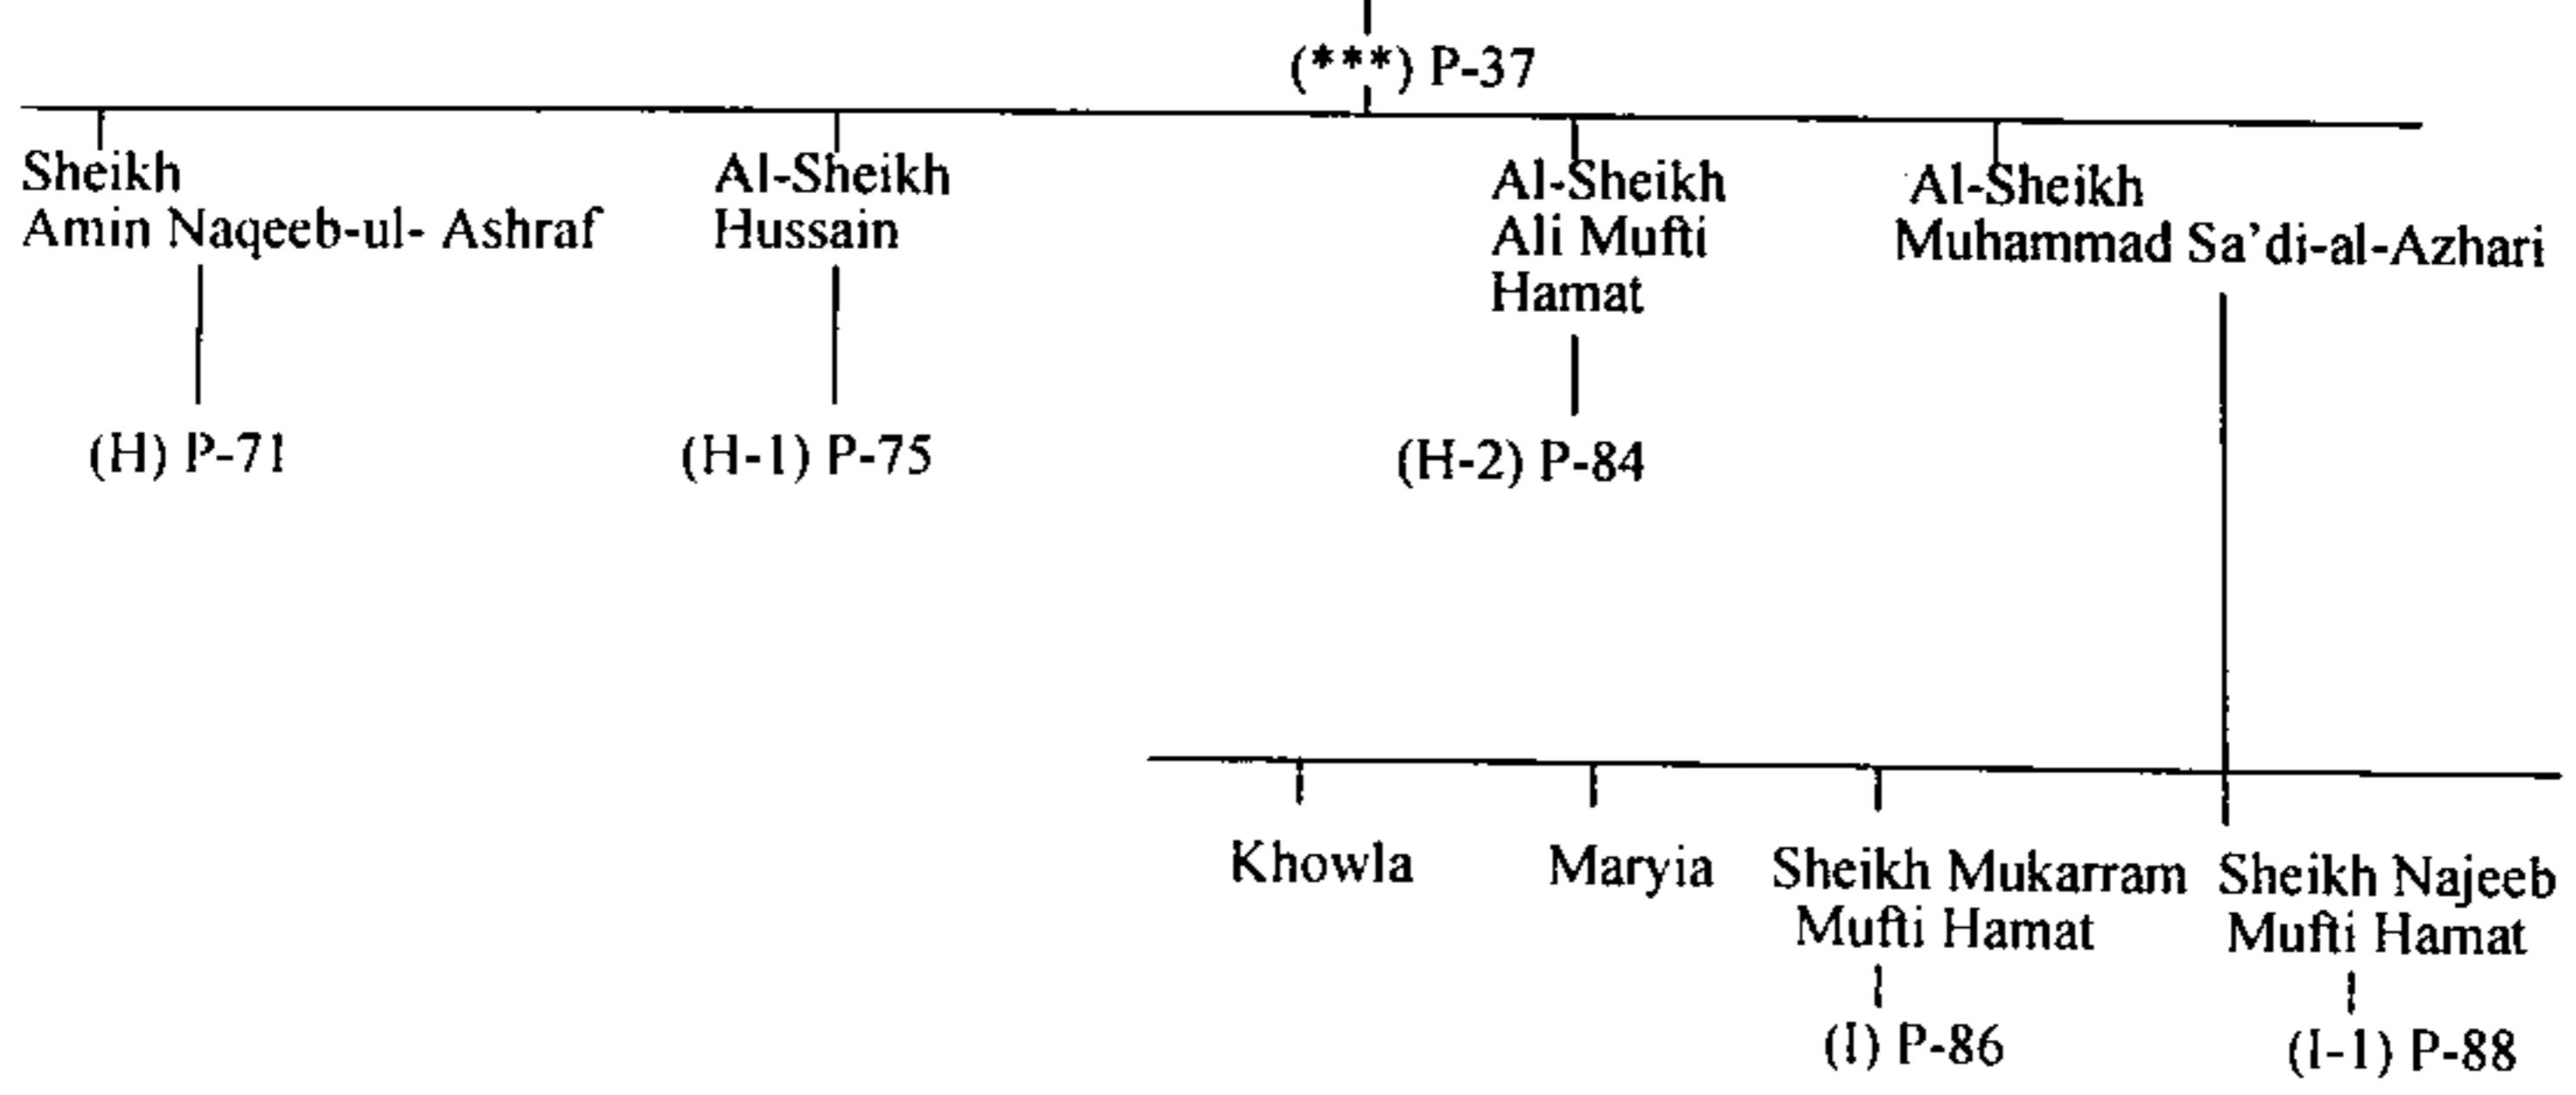 (***) P-37
Sheikh
Amin Naqeeb-ul- Ashraf
Al-Sheikh
Hussain
Al-Sheikh
Ali Mufti
Hamat
Al-Sheikh
Muhammad Sa'di-al-Azhari
(H) P-71
(H-1) P-75
(H-2) P-84
Khowla
Maryia
Sheikh Mukarram
Mufti Hamat
Sheikh Najeeb
Mufti Hamat
(I) P-86
(I-1) P-88